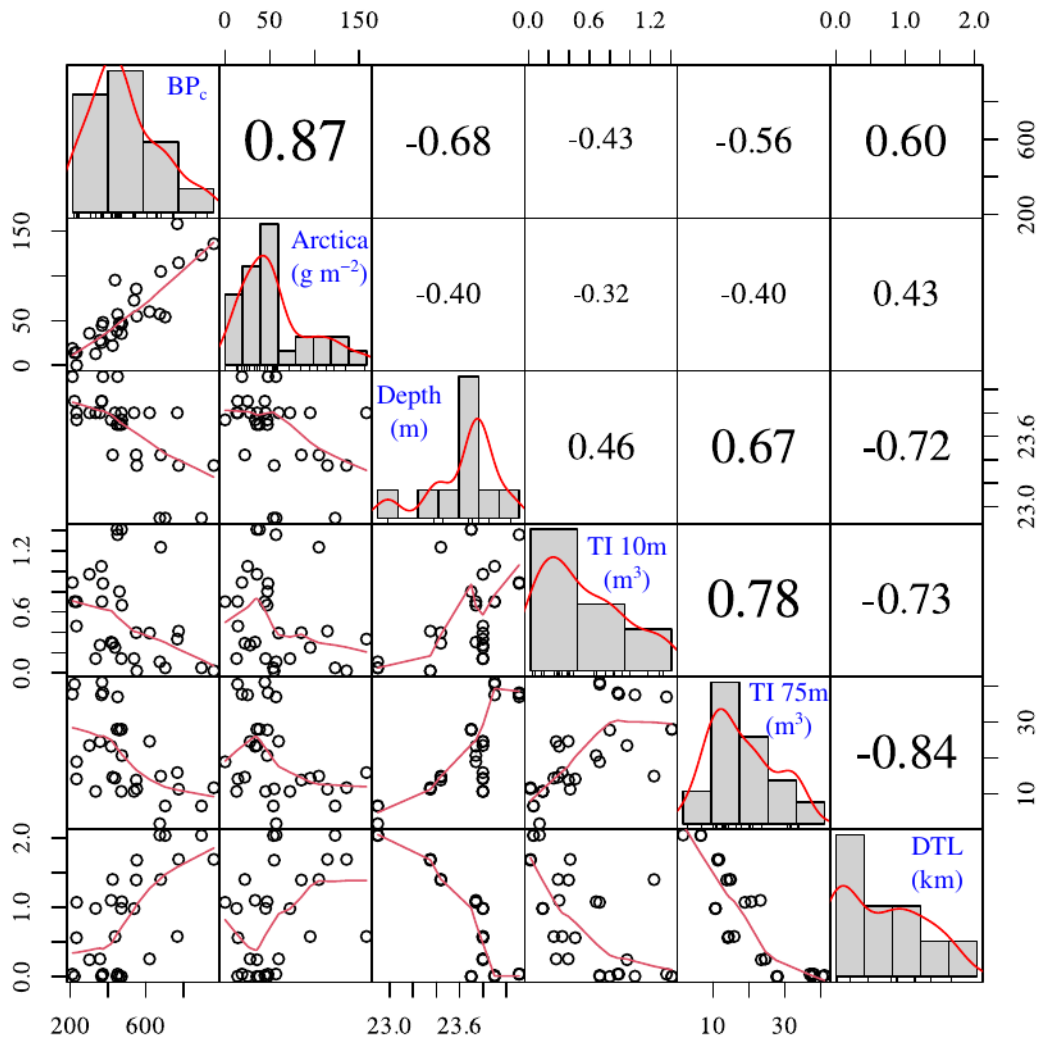 0 50 150 0.0 0.6 1.2 0.0 1.0 2.0
BPc 0.87 -0.68 -0.43 -0.56 0.60
200 600
0 50 150
Arctica
(g m⁻²)
-0.40 -0.32 -0.40 0.43
Depth
(m)
0.46 0.67 -0.72
23.0 23.6
0.0 0.6 1.2
TI 10m
(m³)
0.78 -0.73
TI 75m
(m³)
-0.84
10 30
0.0 1.0 2.0
DTL
(km)
200 600 23.0 23.6 10 30